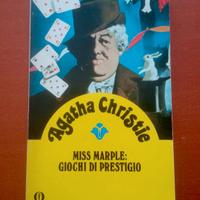 Agatha Christie
MISS MARPLE:
GIOCHI DI PRESTIGIO